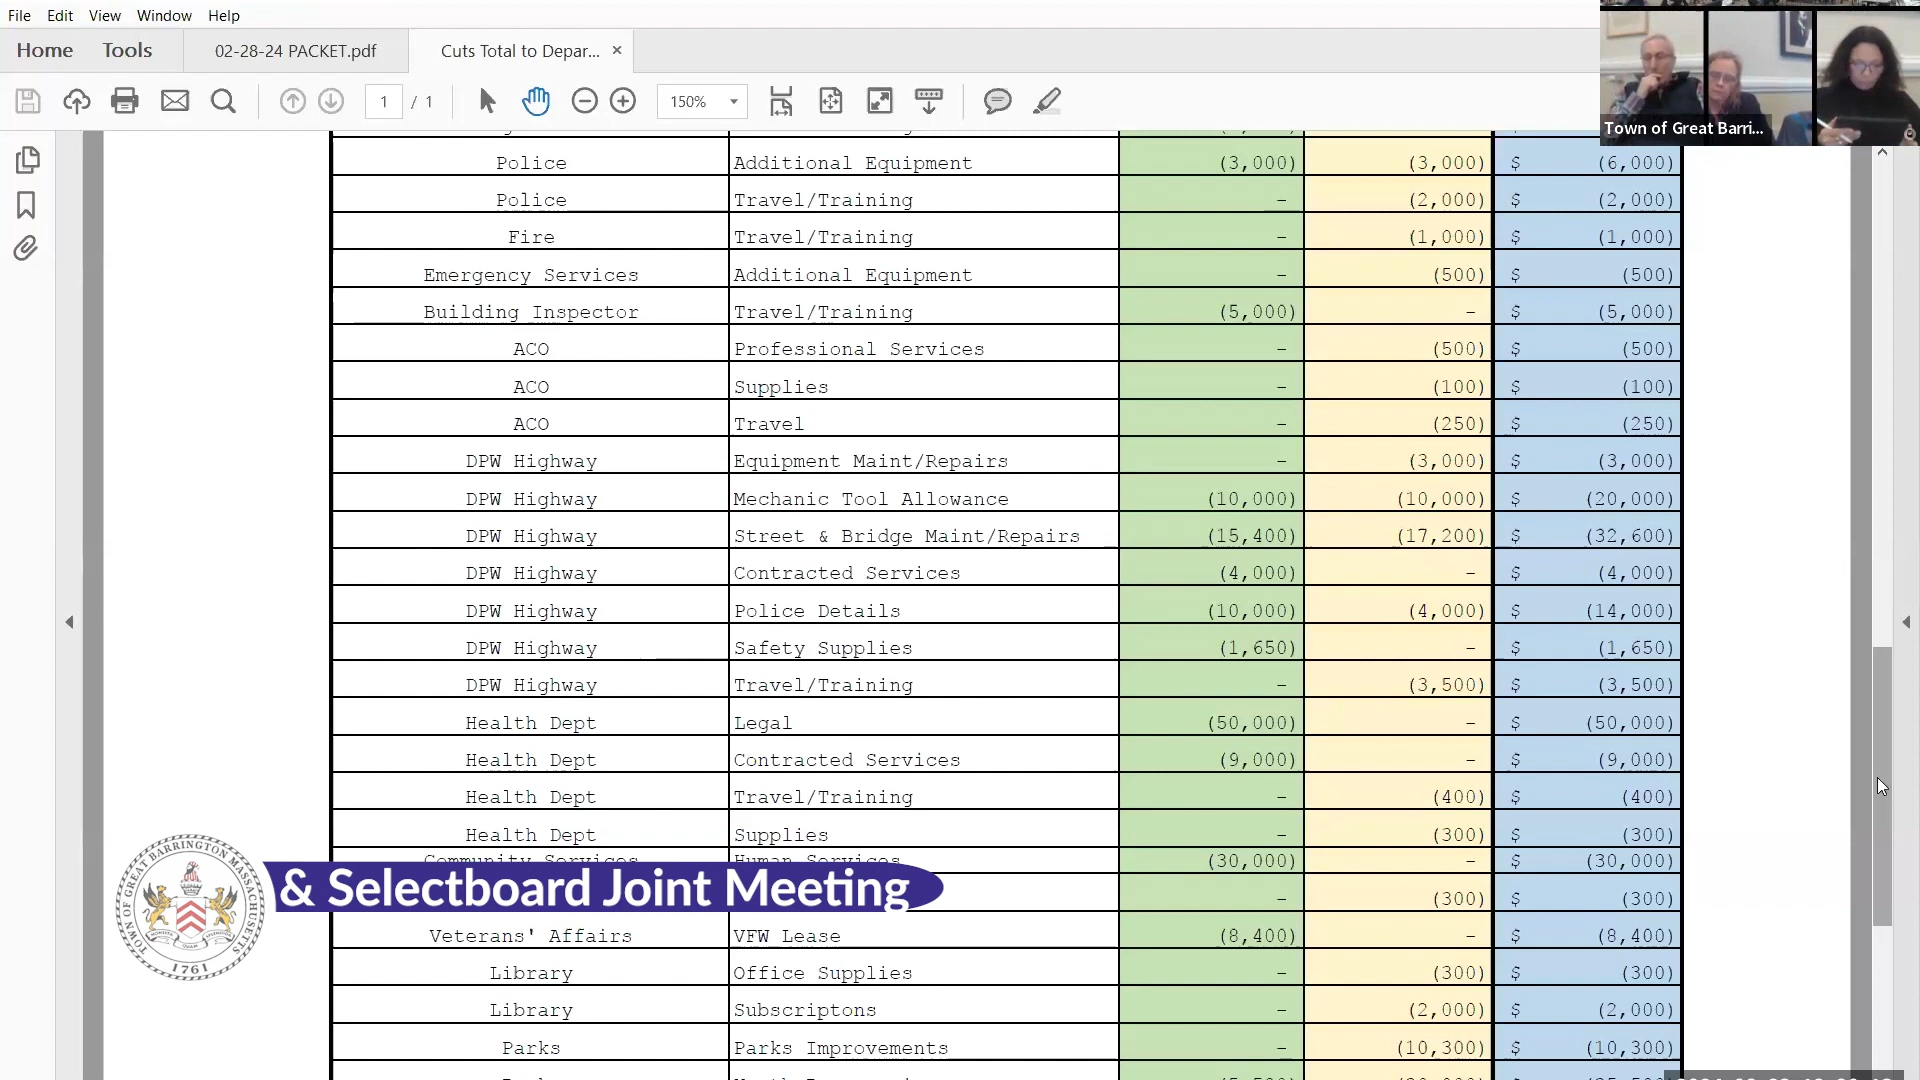 File Edit View Window Help
Home Tools 02-28-24 PACKET.pdf Cuts Total to Depar... ×
1 / 1 150%
Town of Great Barri...
Police Additional Equipment (3,000) (3,000) $ (6,000)
Police Travel/Training - (2,000) $ (2,000)
Fire Travel/Training - (1,000) $ (1,000)
Emergency Services Additional Equipment - (500) $ (500)
Building Inspector Travel/Training (5,000) - $ (5,000)
ACO Professional Services - (500) $ (500)
ACO Supplies - (100) $ (100)
ACO Travel - (250) $ (250)
DPW Highway Equipment Maint/Repairs - (3,000) $ (3,000)
DPW Highway Mechanic Tool Allowance (10,000) (10,000) $ (20,000)
DPW Highway Street & Bridge Maint/Repairs (15,400) (17,200) $ (32,600)
DPW Highway Contracted Services (4,000) - $ (4,000)
DPW Highway Police Details (10,000) (4,000) $ (14,000)
DPW Highway Safety Supplies (1,650) - $ (1,650)
DPW Highway Travel/Training - (3,500) $ (3,500)
Health Dept Legal (50,000) - $ (50,000)
Health Dept Contracted Services (9,000) - $ (9,000)
Health Dept Travel/Training - (400) $ (400)
Health Dept Supplies - (300) $ (300)
Community Services Human Services (30,000) - $ (30,000)
- (300) $ (300)
Veterans' Affairs VFW Lease (8,400) - $ (8,400)
Library Office Supplies - (300) $ (300)
Library Subscriptons - (2,000) $ (2,000)
Parks Parks Improvements - (10,300) $ (10,300)
& Selectboard Joint Meeting
TOWN OF GREAT BARRINGTON MASSACHUSETTS
1761